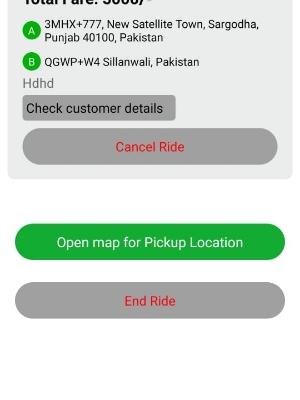 Total Fare: 3000/-
A
3MHX+777, New Satellite Town, Sargodha,
Punjab 40100, Pakistan
B
QGWP+W4 Sillanwali, Pakistan
Hdhd
Check customer details
Cancel Ride
Open map for Pickup Location
End Ride